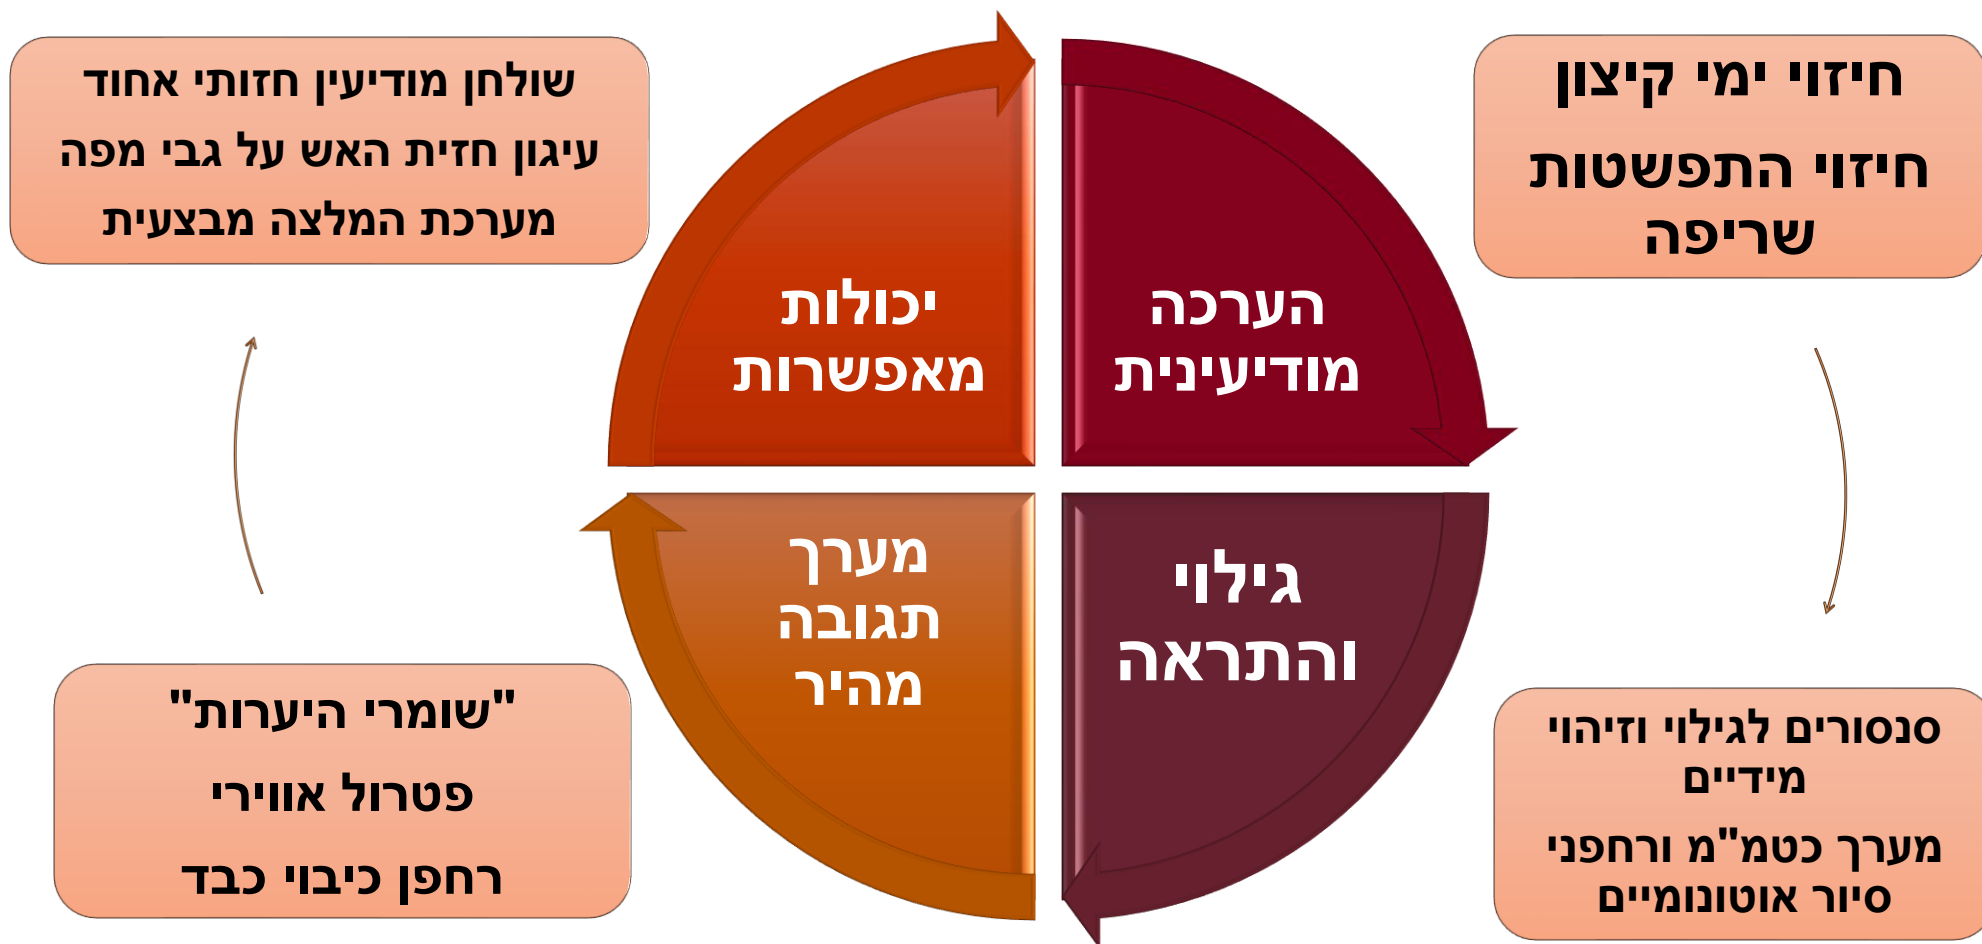 חיזוי ימי קיצון
חיזוי התפשטות
שריפה
הערכה
מודיעינית
יכולות
מאפשרות
שולחן מודיעין חזותי אחוד
עיגון חזית האש על גבי מפה
מערכת המלצה מבצעית
סנסורים לגילוי וזיהוי
מידיים
מערך כטמ"מ ורחפני
סיור אוטונומיים
גילוי
והתראה
מערך
תגובה
מהיר
"שומרי היערות"
פטרול אווירי
רחפן כיבוי כבד